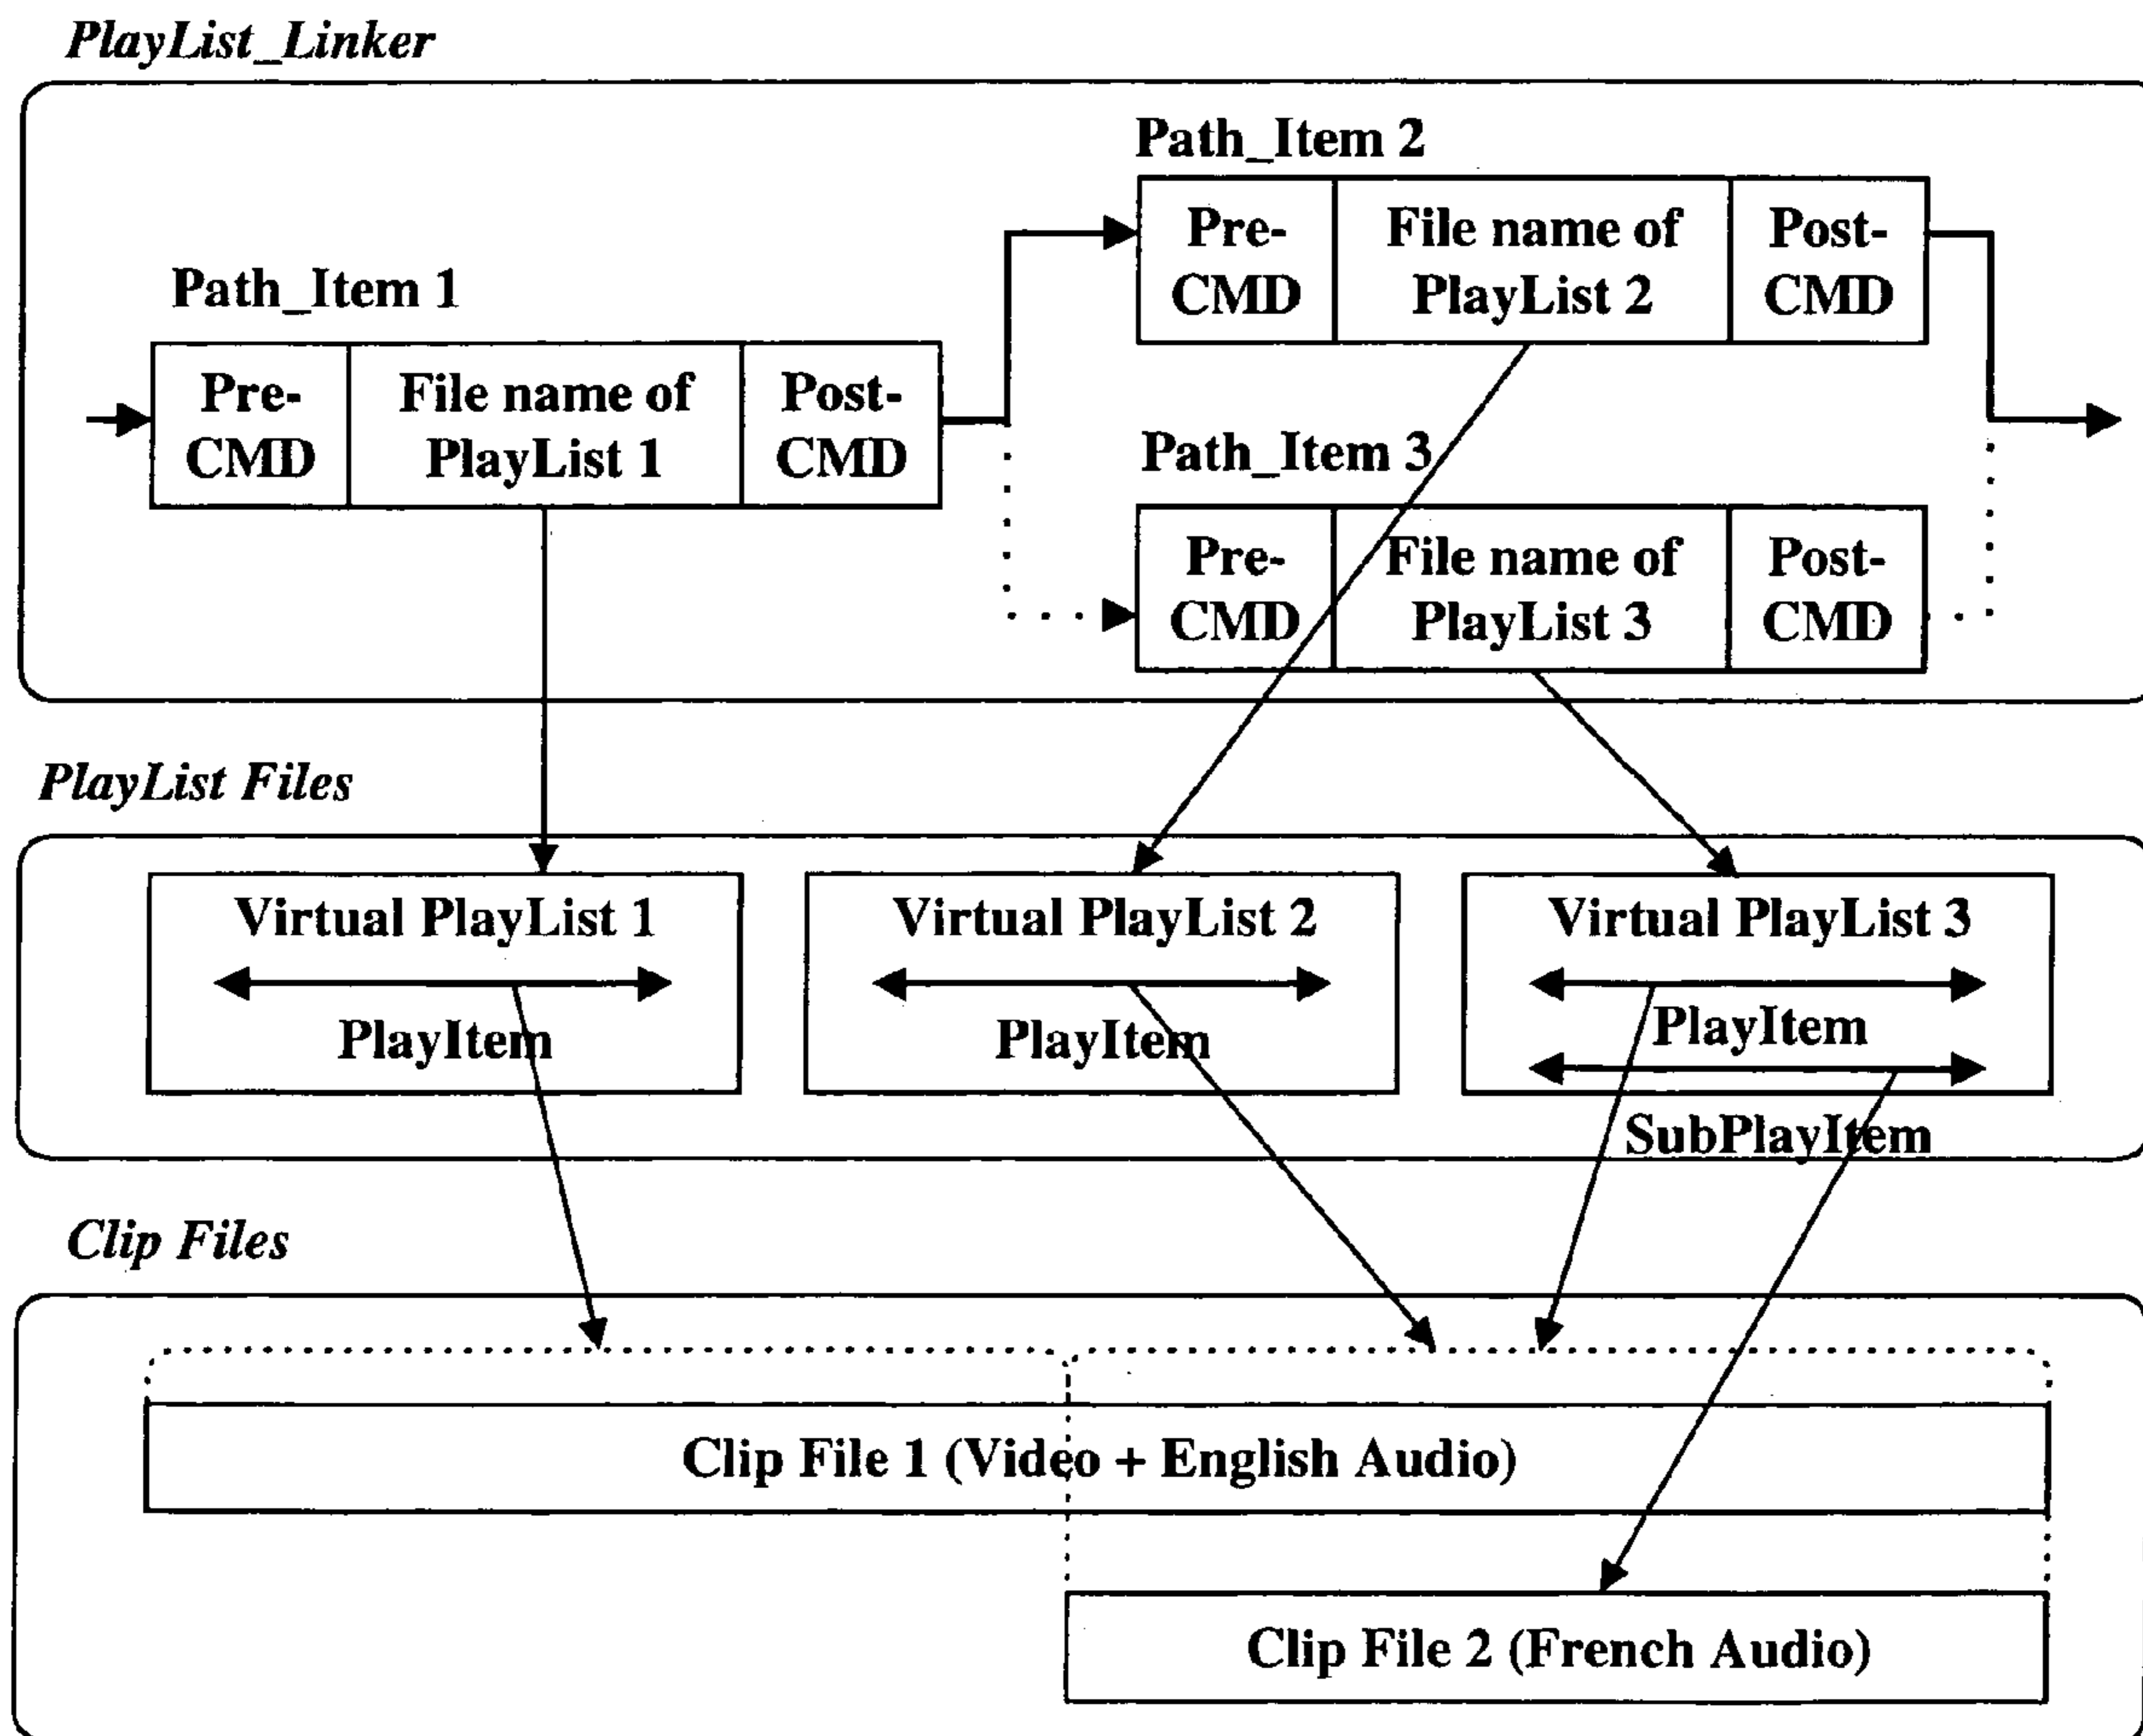 PlayList_Linker
Path_Item 2
Pre-
CMD
File name of
PlayList 2
Post-
CMD
Path_Item 1
Pre-
CMD
File name of
PlayList 1
Post-
CMD
Path_Item 3
Pre-
CMD
File name of
PlayList 3
Post-
CMD
PlayList Files
Virtual PlayList 1
PlayItem
Virtual PlayList 2
PlayItem
Virtual PlayList 3
PlayItem
SubPlayItem
Clip Files
Clip File 1 (Video + English Audio)
Clip File 2 (French Audio)